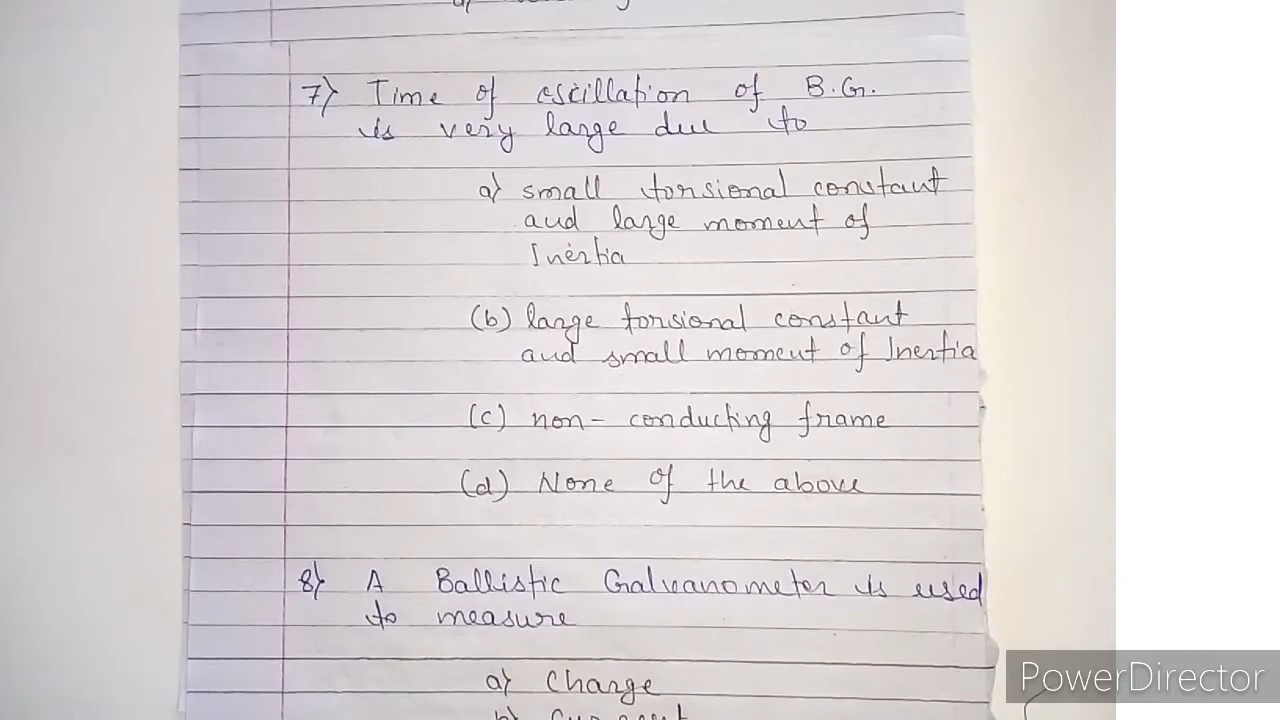 7) Time of oscillation of B.G.
is very large due to
a) small torsional constant
and large moment of
Inertia
(b) large torsional constant
and small moment of Inertia
(c) non-conducting frame
(d) None of the above
8) A Ballistic Galvanometer is used
to measure
a) Charge
b) Current
PowerDirector